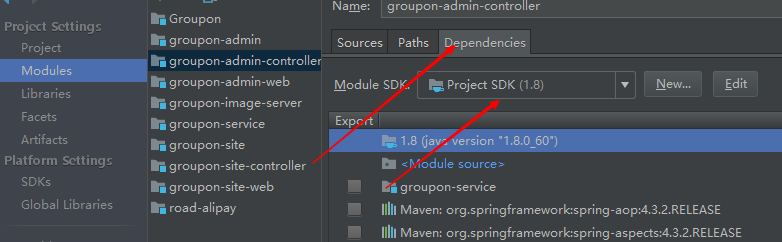 Project Settings
Project
Modules
Libraries
Facets
Artifacts
Platform Settings
SDKs
Global Libraries
Groupon
groupon-admin
groupon-admin-controller
groupon-admin-web
groupon-image-server
groupon-service
groupon-site
groupon-site-controller
groupon-site-web
road-alipay
Name: groupon-admin-controller
Sources Paths Dependencies
Module SDK: Project SDK (1.8) New... Edit
Export
1.8 (java version "1.8.0_60")
<Module source>
groupon-service
Maven: org.springframework:spring-aop:4.3.2.RELEASE
Maven: org.springframework:spring-aspects:4.3.2.RELEASE